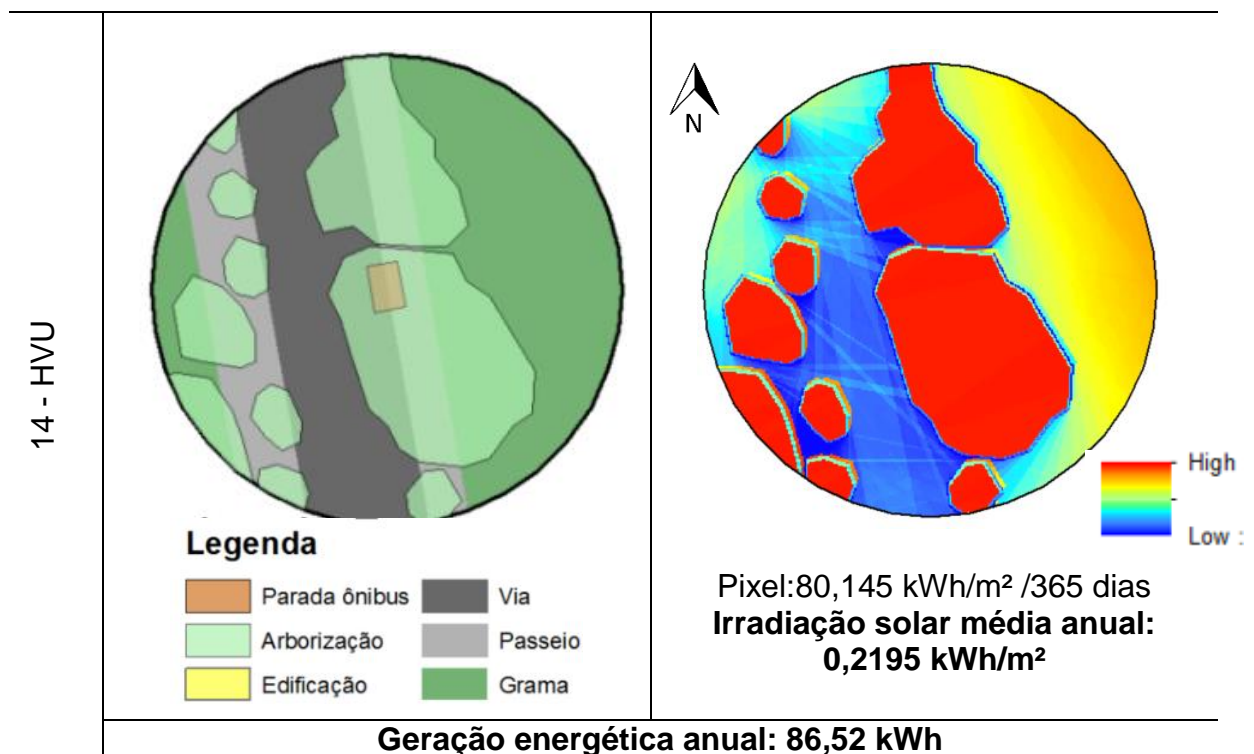 14 - HVU
Legenda
Parada ônibus
Via
Arborização
Passeio
Edificação
Grama
N
High
Low :
Pixel:80,145 kWh/m² /365 dias
Irradiação solar média anual:
0,2195 kWh/m²
Geração energética anual: 86,52 kWh